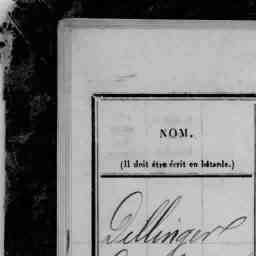 NOM.
(Il doit être écrit en bâtarde.)
Dellinger